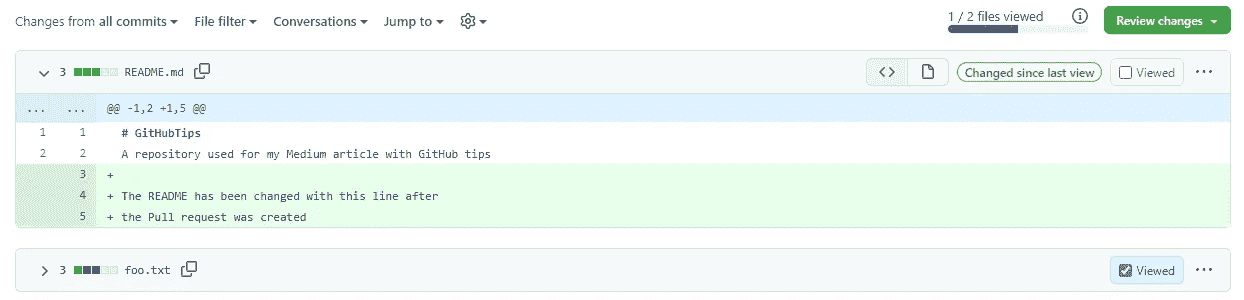 Changes from all commits File filter Conversations Jump to
1 / 2 files viewed
Review changes
3 README.md
<> Changed since last view Viewed ...
... ... @@ -1,2 +1,5 @@
1 1 # GitHubTips
2 2 A repository used for my Medium article with GitHub tips
3 +
4 + The README has been changed with this line after
5 + the Pull request was created
3 foo.txt Viewed ...